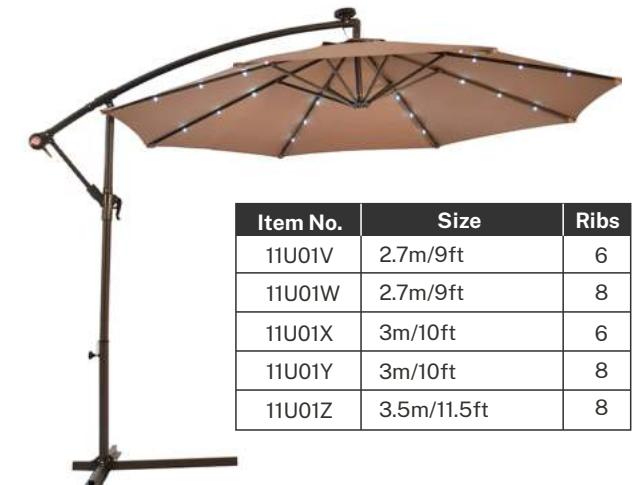 Item No. Size Ribs
11U01V 2.7m/9ft 6
11U01W 2.7m/9ft 8
11U01X 3m/10ft 6
11U01Y 3m/10ft 8
11U01Z 3.5m/11.5ft 8